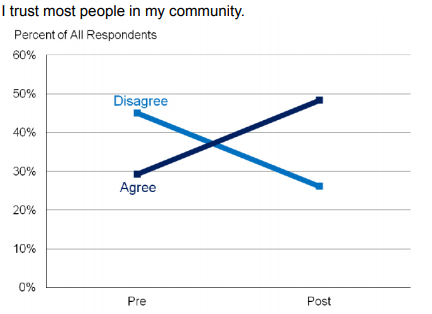 I trust most people in my community.
Percent of All Respondents
60%
50%
Disagree
40%
30%
Agree
20%
10%
0%
Pre Post